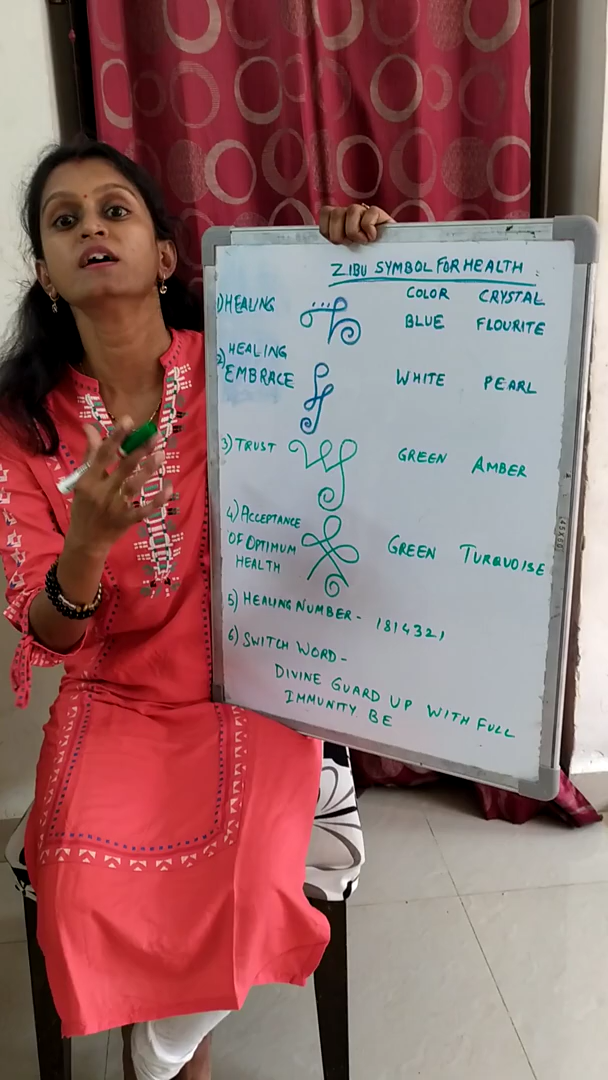 ZIBU SYMBOL FOR HEALTH
COLOR CRYSTAL
1) HEALING BLUE FLOURITE
2) HEALING
EMBRACE WHITE PEARL
3) TRUST GREEN AMBER
4) ACCEPTANCE
OF OPTIMUM GREEN TURQUOISE
HEALTH
5) HEALING NUMBER - 1814321
6) SWITCH WORD -
DIVINE GUARD UP WITH FULL
IMMUNITY BE